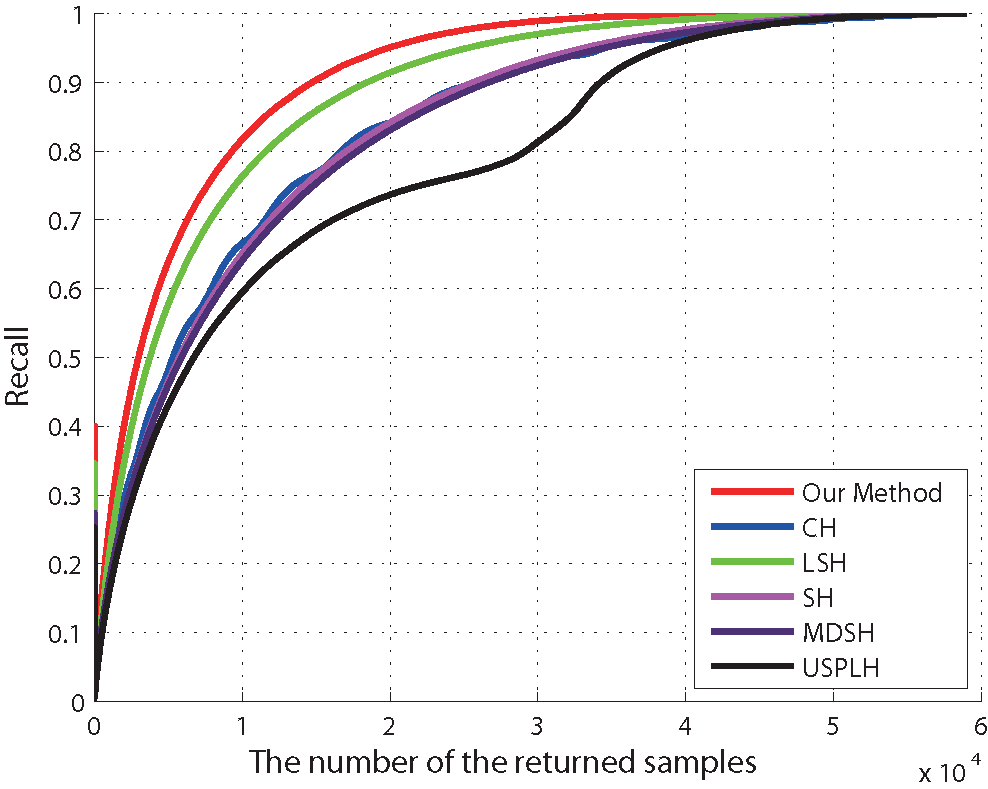 1
0.9
0.8
0.7
0.6
0.5
0.4
0.3
0.2
0.1
0
Recall
Our Method
CH
LSH
SH
MDSH
USPLH
0 1 2 3 4 5 6
The number of the returned samples
x 10^4